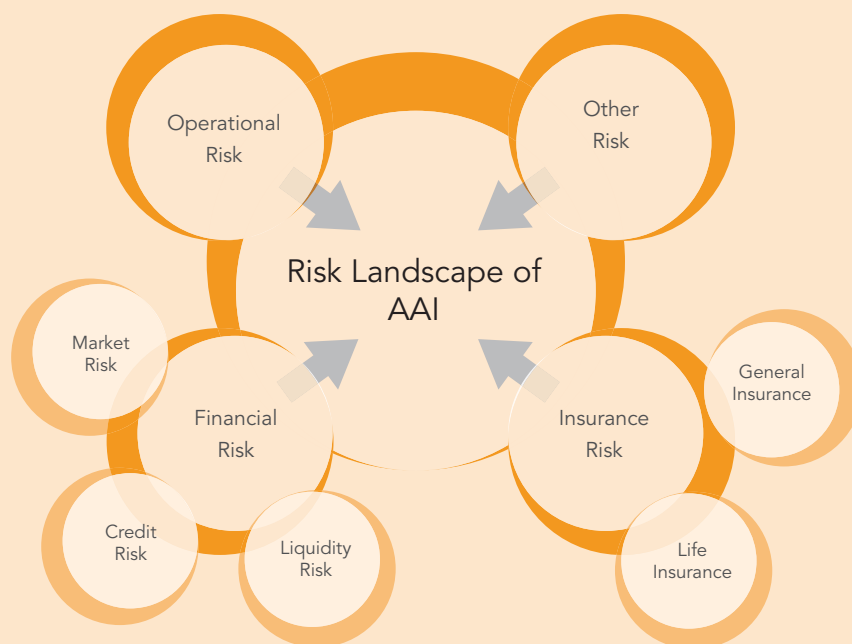 Operational
Risk
Other
Risk
Risk Landscape of
AAI
Market
Risk
Financial
Risk
Credit
Risk
Liquidity
Risk
Insurance
Risk
General
Insurance
Life
Insurance